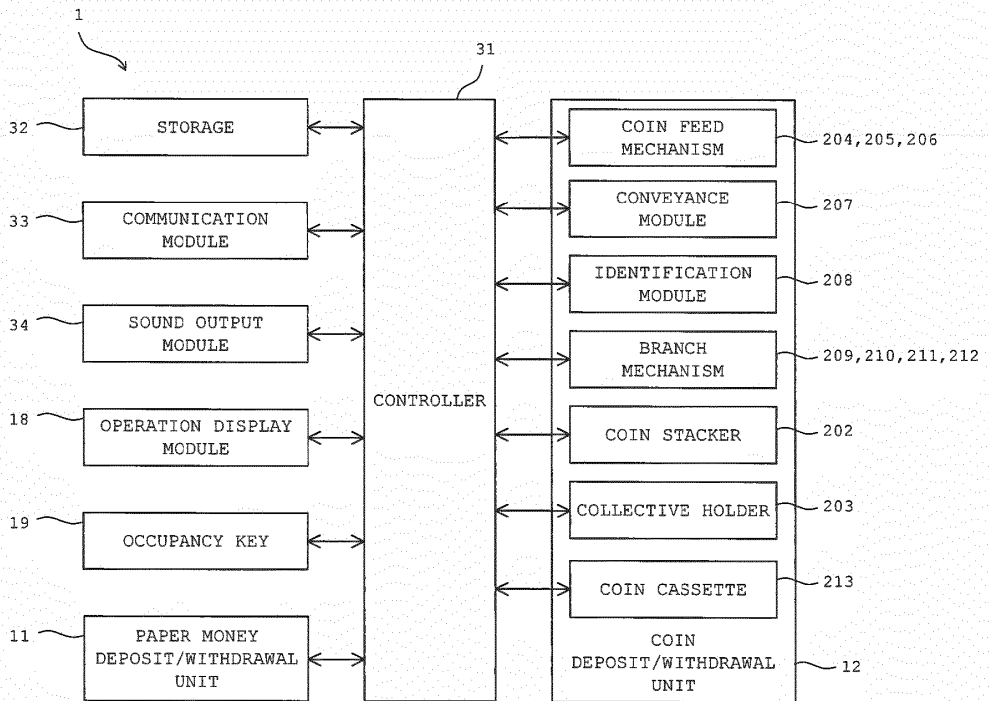 1
31
32
STORAGE
33
COMMUNICATION
MODULE
34
SOUND OUTPUT
MODULE
18
OPERATION DISPLAY
MODULE
19
OCCUPANCY KEY
11
PAPER MONEY
DEPOSIT/WITHDRAWAL
UNIT
CONTROLLER
COIN FEED
MECHANISM
204,205,206
CONVEYANCE
MODULE
207
IDENTIFICATION
MODULE
208
BRANCH
MECHANISM
209,210,211,212
COIN STACKER
202
COLLECTIVE HOLDER
203
COIN CASSETTE
213
COIN
DEPOSIT/WITHDRAWAL
UNIT
12